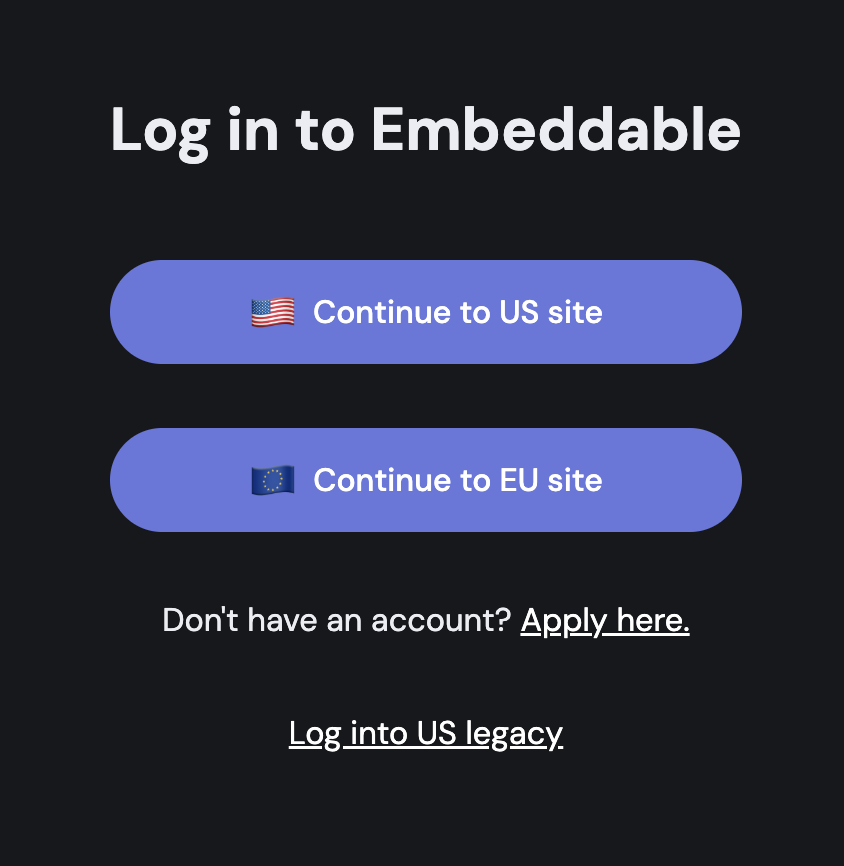 Log in to Embeddable
Continue to US site
Continue to EU site
Don't have an account? Apply here.
Log into US legacy